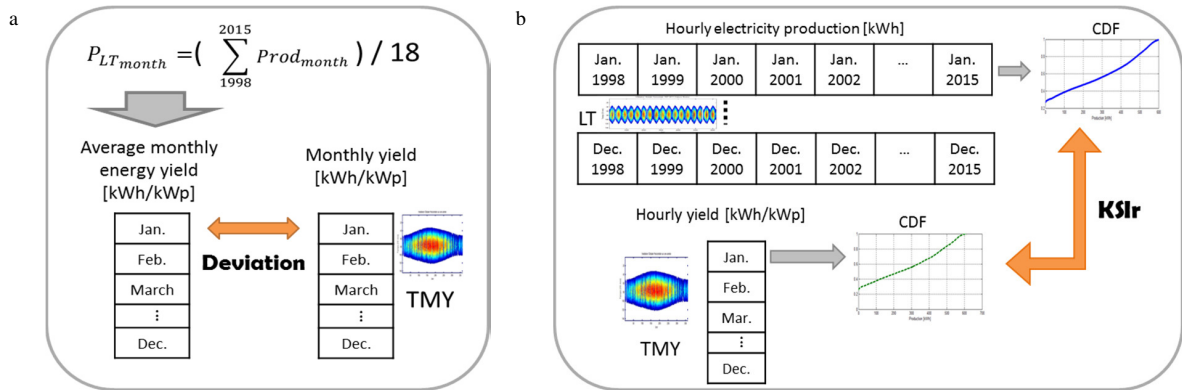 a
P_LT_month = ( ∑ 2015 1998 Prod_month ) / 18
Average monthly
energy yield
[kWh/kWp]
Monthly yield
[kWh/kWp]
Jan.
Feb.
March
⋮
Dec.
Deviation
Jan.
Feb.
March
⋮
Dec.
TMY
b
Hourly electricity production [kWh]
Jan. 1998
Jan. 1999
Jan. 2000
Jan. 2001
Jan. 2002
...
Jan. 2015
CDF
LT
Dec. 1998
Dec. 1999
Dec. 2000
Dec. 2001
Dec. 2002
...
Dec. 2015
KSIr
Hourly yield [kWh/kWp]
TMY
Jan.
Feb.
Mar.
⋮
Dec.
CDF